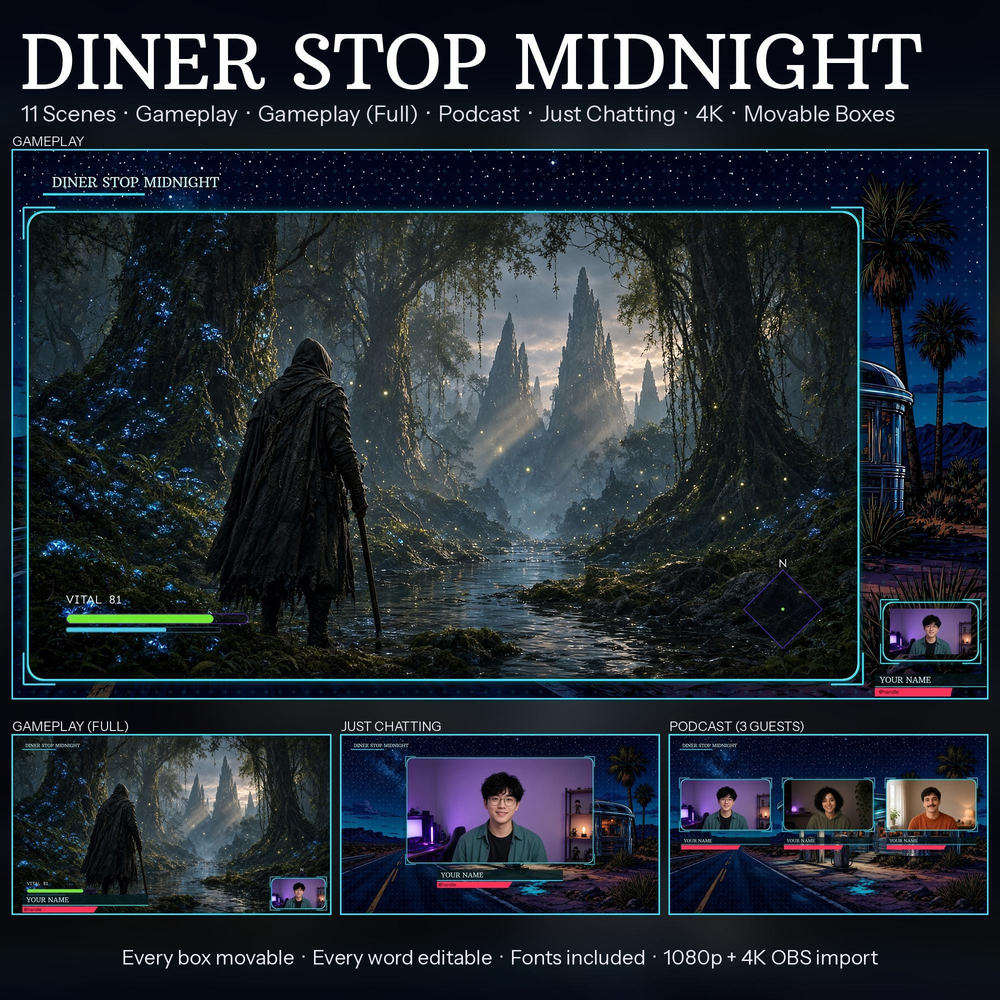 DINER STOP MIDNIGHT
11 Scenes · Gameplay · Gameplay (Full) · Podcast · Just Chatting · 4K · Movable Boxes
GAMEPLAY
DINER STOP MIDNIGHT
N
VITAL 81
YOUR NAME
@handle
GAMEPLAY (FULL)
DINER STOP MIDNIGHT
VITAL 81
YOUR NAME
@handle
JUST CHATTING
DINER STOP MIDNIGHT
YOUR NAME
@handle
PODCAST (3 GUESTS)
DINER STOP MIDNIGHT
YOUR NAME
YOUR NAME
YOUR NAME
Every box movable · Every word editable · Fonts included · 1080p + 4K OBS import